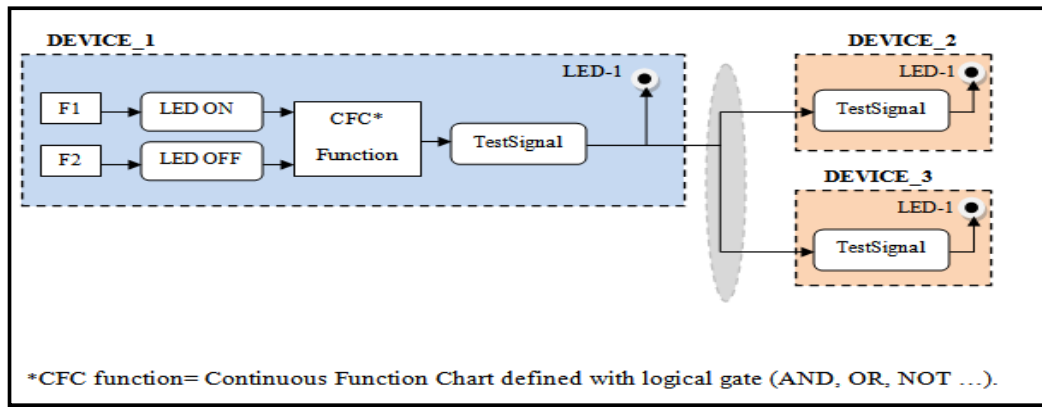 DEVICE_1
LED-1
F1
LED ON
F2
LED OFF
CFC*
Function
TestSignal
DEVICE_2
LED-1
TestSignal
DEVICE_3
LED-1
TestSignal
*CFC function= Continuous Function Chart defined with logical gate (AND, OR, NOT ...).